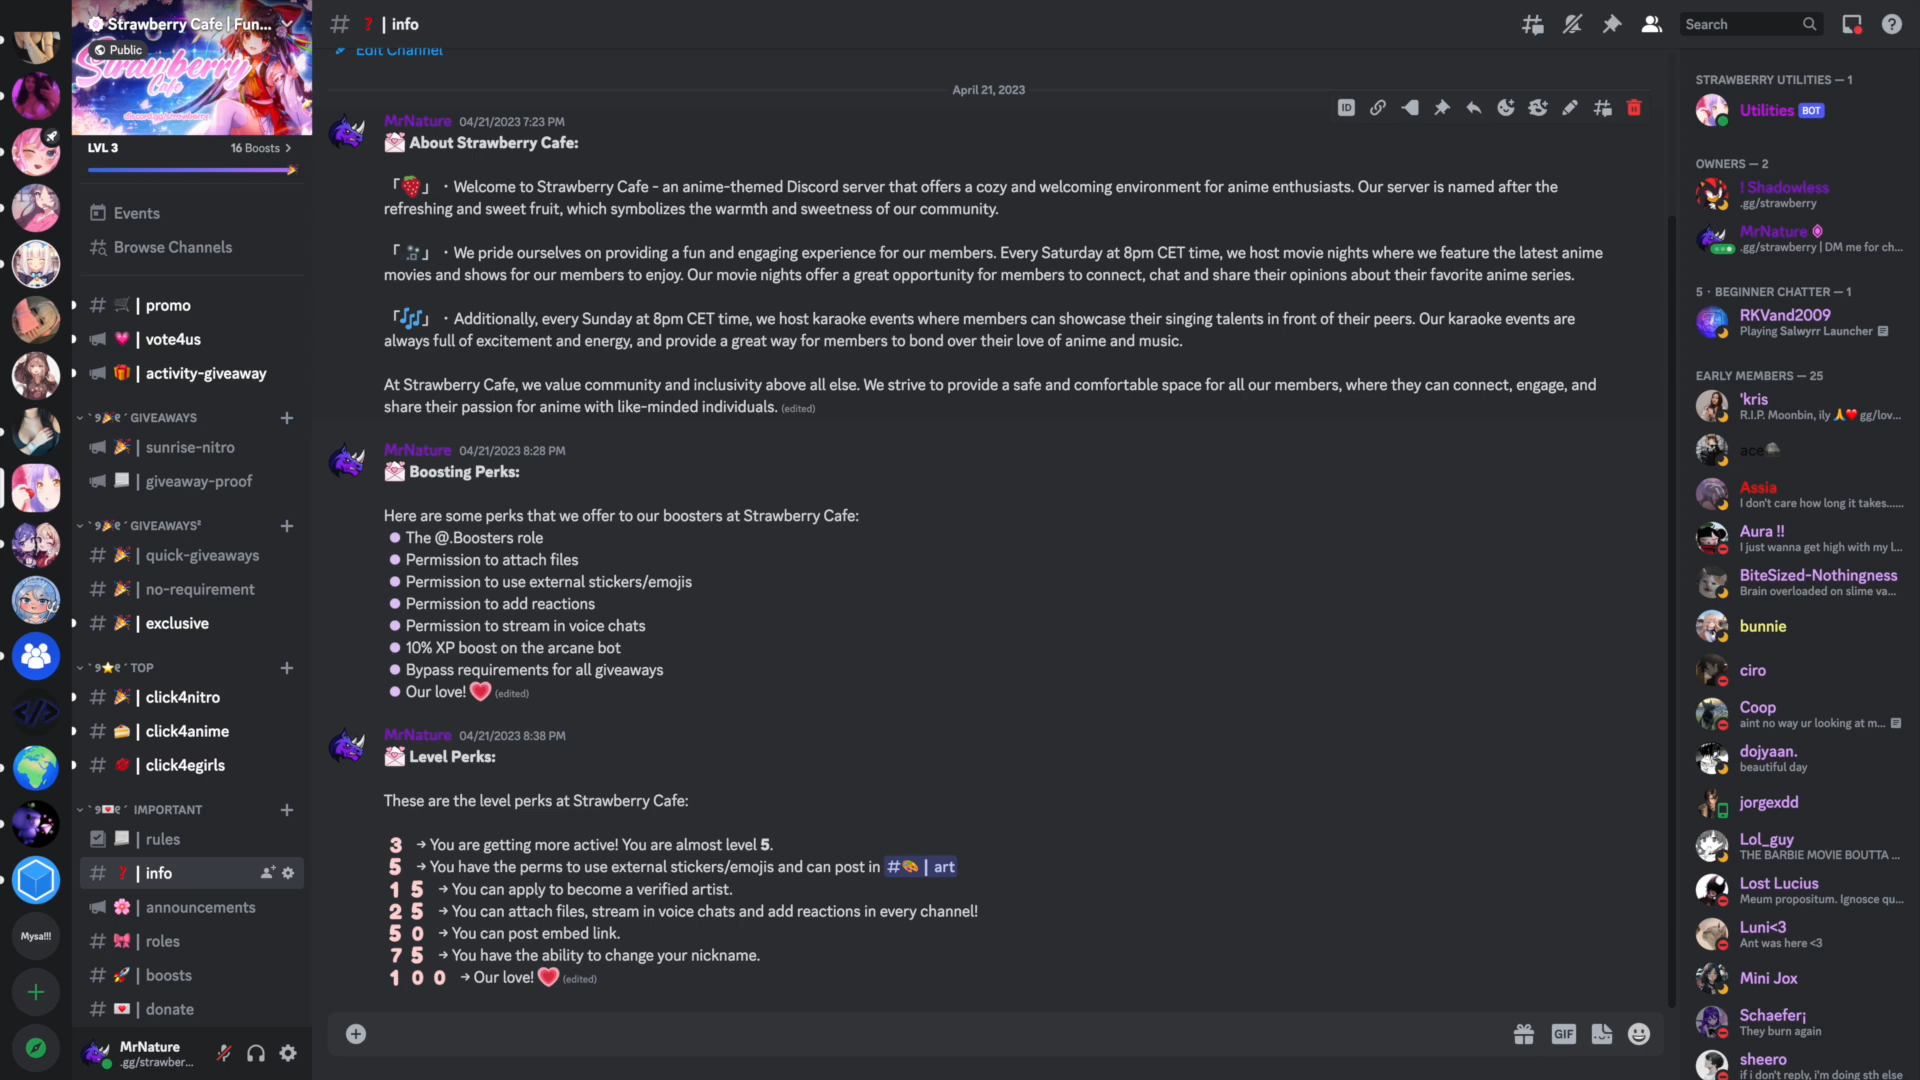 Strawberry Cafe | Fun...
Public
Strawberry
Cafe
discord.gg/strawberry
LVL 3
16 Boosts
Events
Browse Channels
| promo
| vote4us
| activity-giveaway
GIVEAWAYS
| sunrise-nitro
| giveaway-proof
GIVEAWAYS²
| quick-giveaways
| no-requirement
| exclusive
TOP
| click4nitro
| click4anime
| click4egirls
IMPORTANT
| rules
| info
| announcements
| roles
| boosts
| donate
Mysa!!!
MrNature
.gg/strawber...
# ❓ | info
Search
Edit Channel
April 21, 2023
ID
MrNature 04/21/2023 7:23 PM
💌 About Strawberry Cafe:
「🍓」 ・Welcome to Strawberry Cafe - an anime-themed Discord server that offers a cozy and welcoming environment for anime enthusiasts. Our server is named after the
refreshing and sweet fruit, which symbolizes the warmth and sweetness of our community.
「 」 ・We pride ourselves on providing a fun and engaging experience for our members. Every Saturday at 8pm CET time, we host movie nights where we feature the latest anime
movies and shows for our members to enjoy. Our movie nights offer a great opportunity for members to connect, chat and share their opinions about their favorite anime series.
「🎶」 ・Additionally, every Sunday at 8pm CET time, we host karaoke events where members can showcase their singing talents in front of their peers. Our karaoke events are
always full of excitement and energy, and provide a great way for members to bond over their love of anime and music.
At Strawberry Cafe, we value community and inclusivity above all else. We strive to provide a safe and comfortable space for all our members, where they can connect, engage, and
share their passion for anime with like-minded individuals. (edited)
MrNature 04/21/2023 8:28 PM
💌 Boosting Perks:
Here are some perks that we offer to our boosters at Strawberry Cafe:
● The @.Boosters role
● Permission to attach files
● Permission to use external stickers/emojis
● Permission to add reactions
● Permission to stream in voice chats
● 10% XP boost on the arcane bot
● Bypass requirements for all giveaways
● Our love! (edited)
MrNature 04/21/2023 8:38 PM
💌 Level Perks:
These are the level perks at Strawberry Cafe:
3 → You are getting more active! You are almost level 5.
5 → You have the perms to use external stickers/emojis and can post in #🎨 | art
1 5 → You can apply to become a verified artist.
2 5 → You can attach files, stream in voice chats and add reactions in every channel!
5 0 → You can post embed link.
7 5 → You have the ability to change your nickname.
1 0 0 → Our love! (edited)
GIF
STRAWBERRY UTILITIES — 1
Utilities BOT
OWNERS — 2
! Shadowless
.gg/strawberry
MrNature
.gg/strawberry | DM me for ch...
5 · BEGINNER CHATTER — 1
RKVand2009
Playing Salwyrr Launcher
EARLY MEMBERS — 25
'kris
R.I.P. Moonbin, ily 🙏❤️ gg/lov...
ace
Assia
I don't care how long it takes......
Aura !!
I just wanna get high with my l...
BiteSized-Nothingness
Brain overloaded on slime va...
bunnie
ciro
Coop
aint no way ur looking at m...
dojyaan.
beautiful day
jorgexdd
Lol_guy
THE BARBIE MOVIE BOUTTA ...
Lost Lucius
Meum propositum. Ignosce qu...
Luni<3
Ant was here <3
Mini Jox
Schaefer¡
They burn again
sheero
if i don't reply, i'm doing sth else